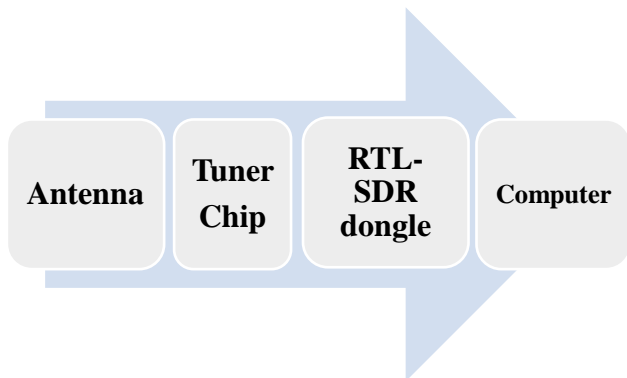 Antenna
Tuner
Chip
RTL-
SDR
dongle
Computer